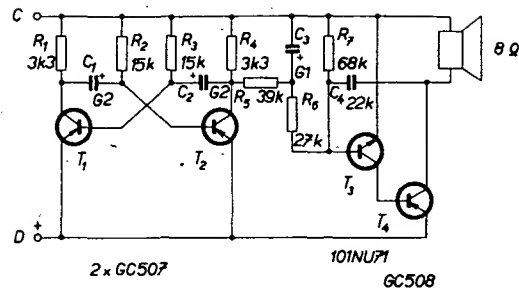 C
R1 3k3
C1 + G2
R2 15k
R3 15k
C2 + G2
R4 3k3
R5 39k
C3 + G1
R6 27k
R7 68k
C4 22k
8 Ω
T1
T2
T3
T4
D +
2 x GC507
101NU71
GC508